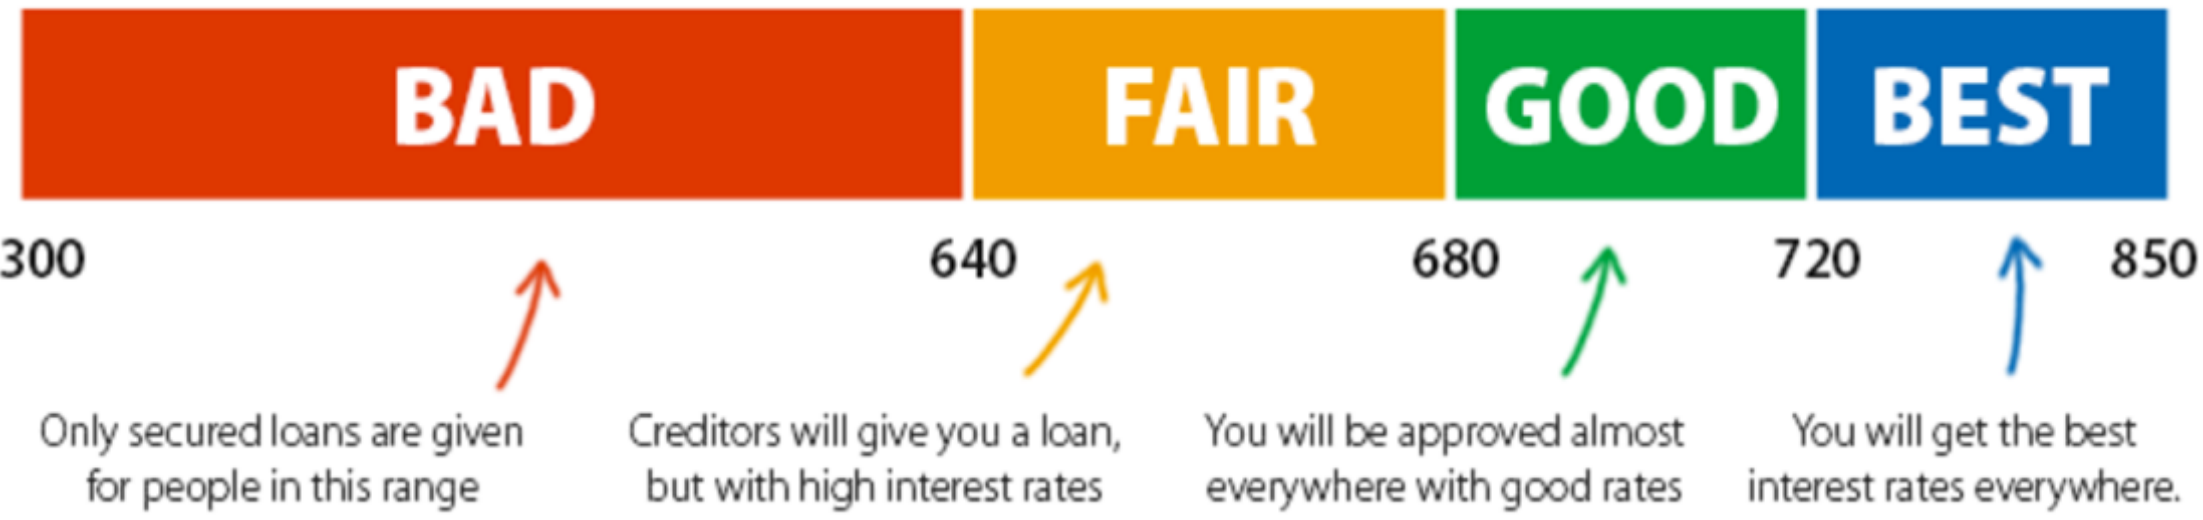 BAD FAIR GOOD BEST
300 640 680 720 850
Only secured loans are given
for people in this range
Creditors will give you a loan,
but with high interest rates
You will be approved almost
everywhere with good rates
You will get the best
interest rates everywhere.